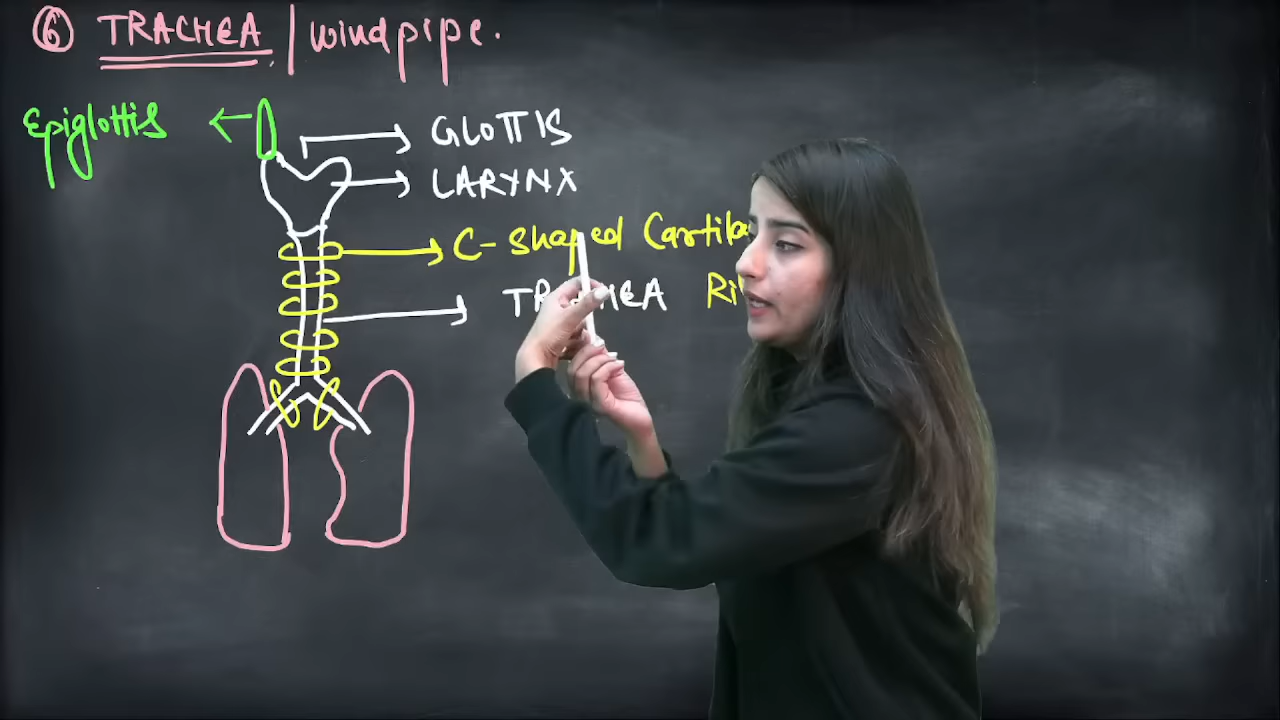 ⑥ TRACHEA / windpipe.
Epiglottis ← → GLOTTIS
→ LARYNX
→ C-shaped
→